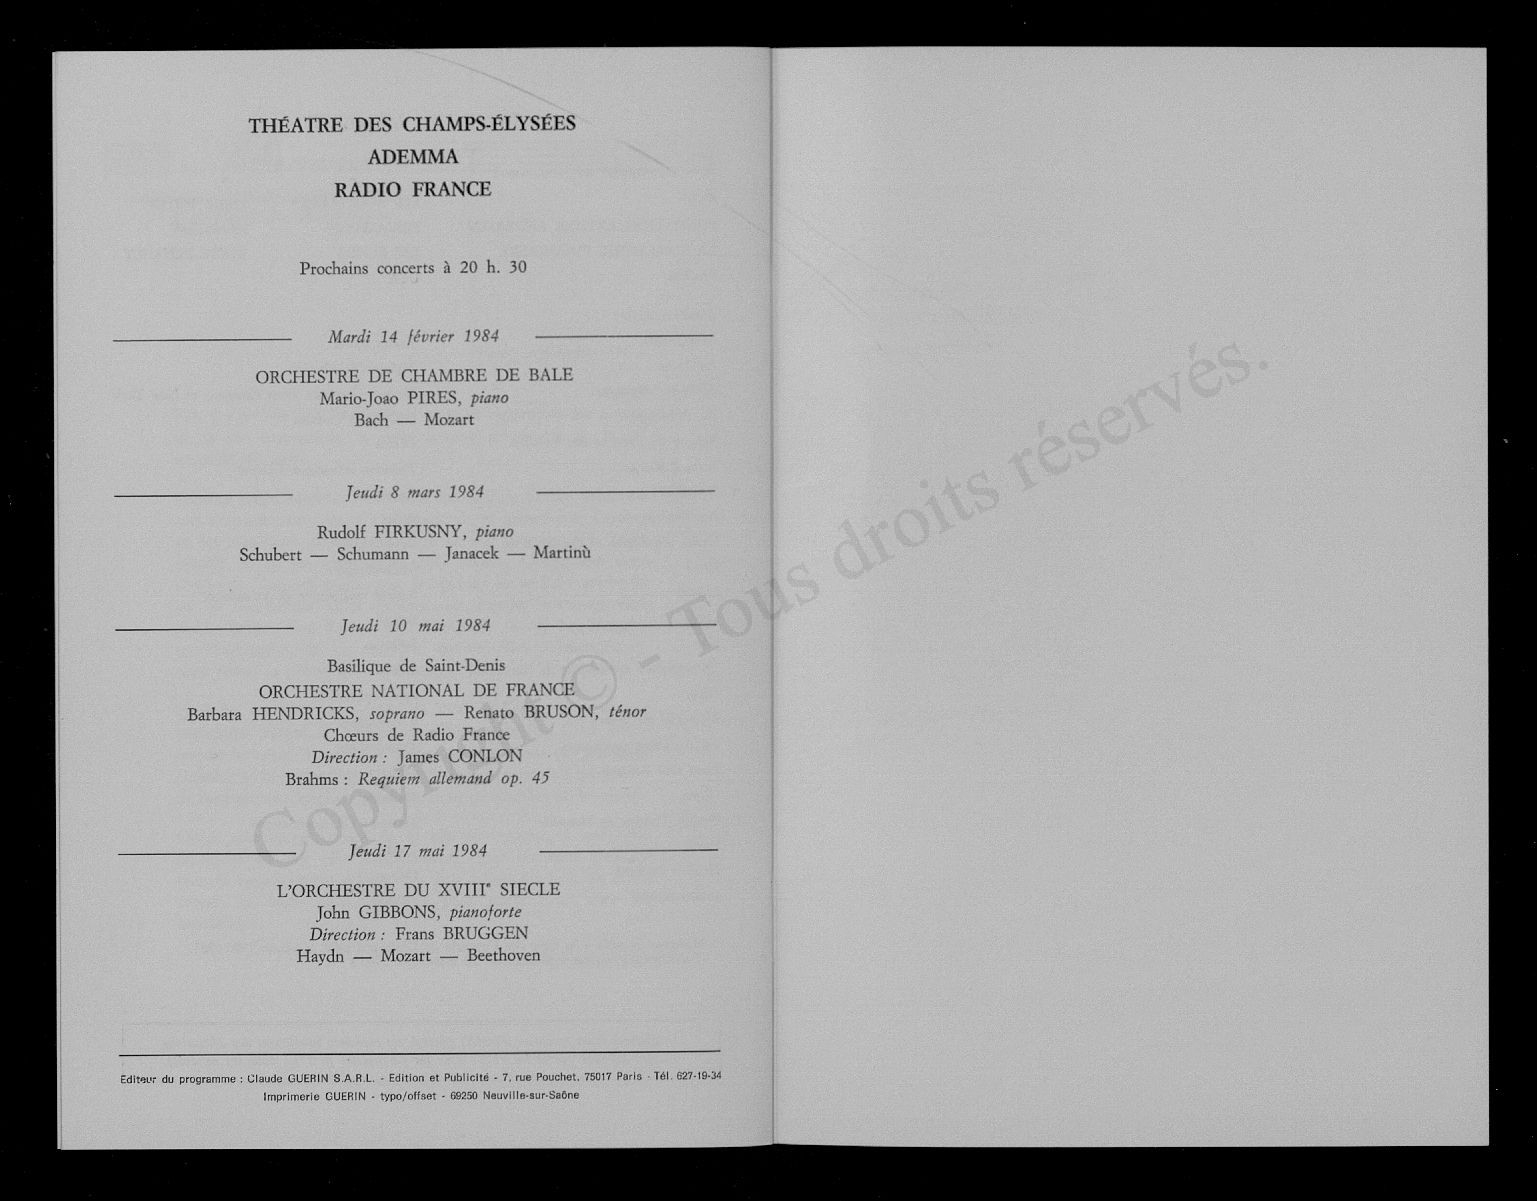 THÉATRE DES CHAMPS-ÉLYSÉES
ADEMMA
RADIO FRANCE
Prochains concerts à 20 h. 30
Mardi 14 février 1984
ORCHESTRE DE CHAMBRE DE BALE
Mario-Joao PIRES, piano
Bach — Mozart
Jeudi 8 mars 1984
Rudolf FIRKUSNY, piano
Schubert — Schumann — Janacek — Martinù
Jeudi 10 mai 1984
Basilique de Saint-Denis
ORCHESTRE NATIONAL DE FRANCE
Barbara HENDRICKS, soprano — Renato BRUSON, ténor
Chœurs de Radio France
Direction : James CONLON
Brahms : Requiem allemand op. 45
Jeudi 17 mai 1984
L'ORCHESTRE DU XVIIIe SIECLE
John GIBBONS, pianoforte
Direction : Frans BRUGGEN
Haydn — Mozart — Beethoven
Editeur du programme : Claude GUERIN S.A.R.L. - Edition et Publicité - 7, rue Pouchet. 75017 Paris - Tél. 627-19-34
Imprimerie GUERIN - typo/offset - 69250 Neuville-sur-Saône
Copyright © - Tous droits réservés.